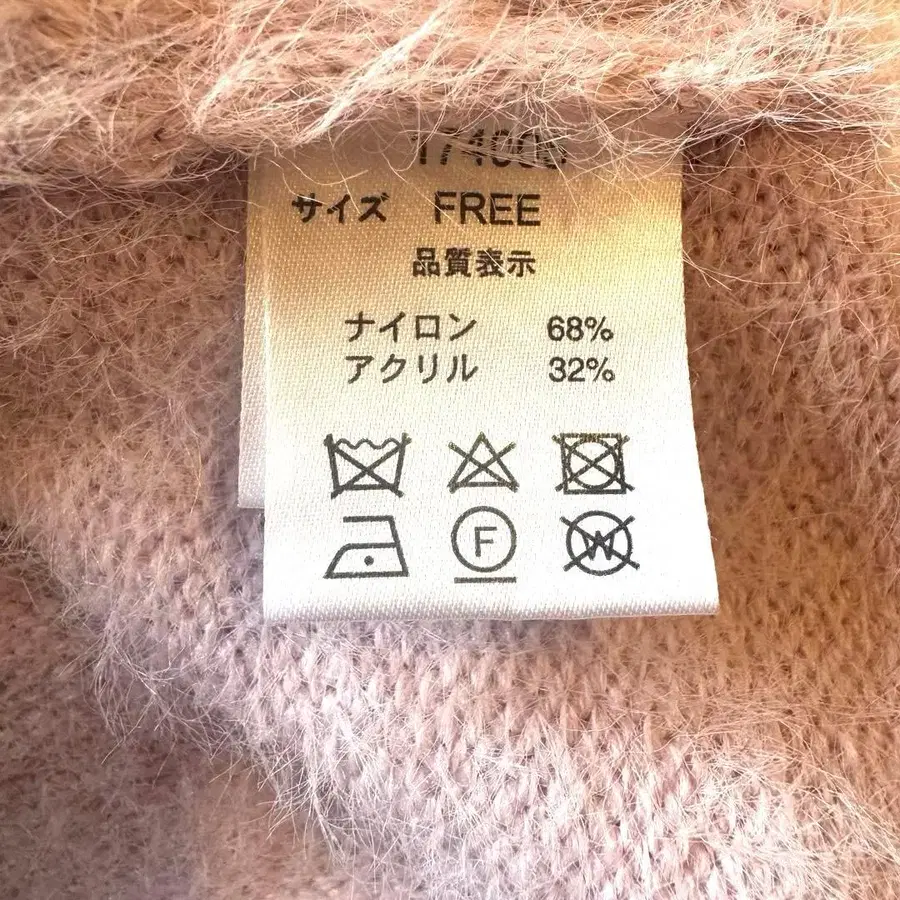 サイズ FREE
品質表示
ナイロン 68%
アクリル 32%
F
W